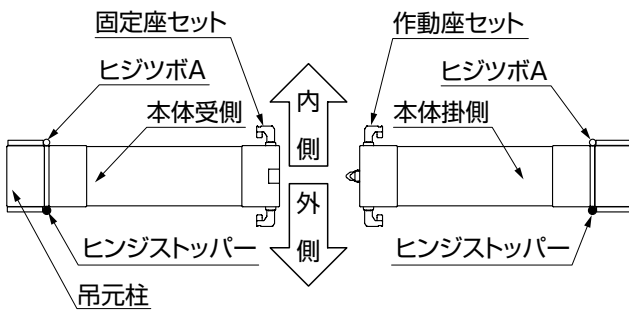 固定座セット
作動座セット
ヒジツボA
ヒジツボA
本体受側
内側
本体掛側
外側
ヒンジストッパー
ヒンジストッパー
吊元柱